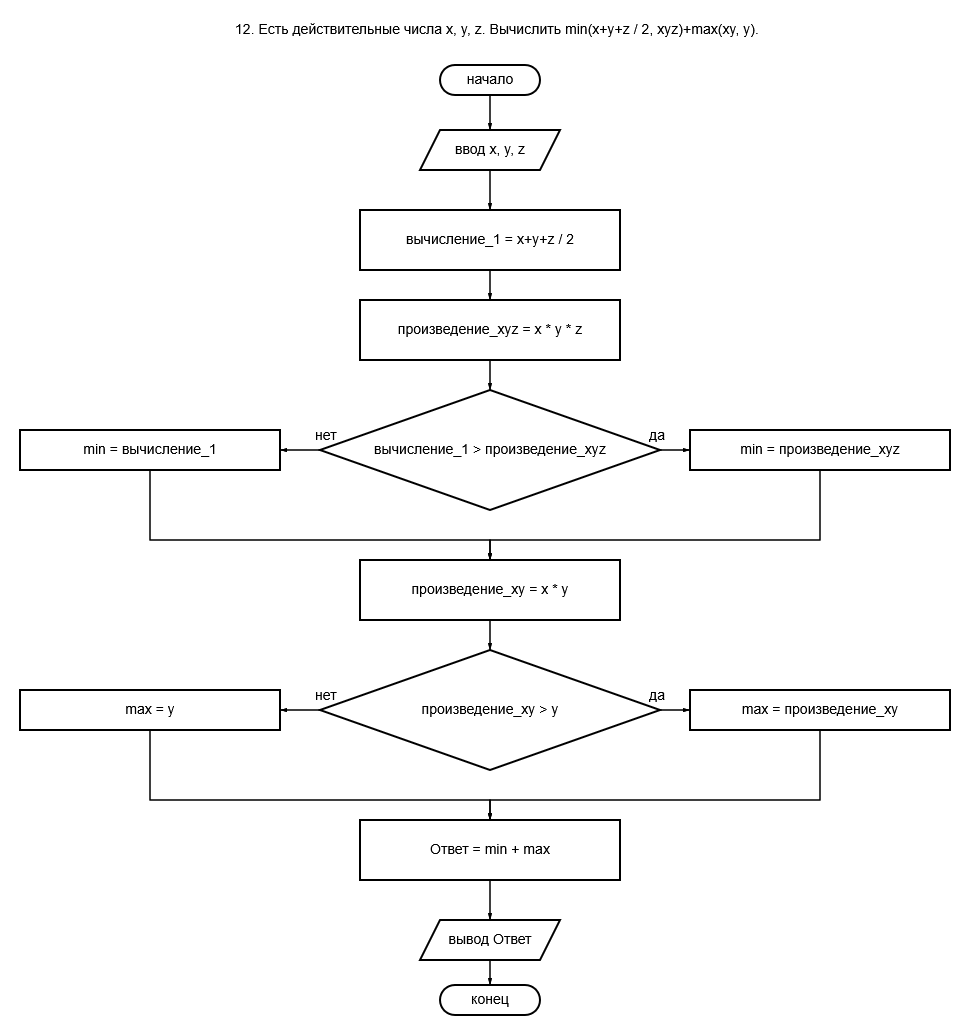 12. Есть действительные числа x, y, z. Вычислить min(x+y+z / 2, xyz)+max(xy, y).
начало
ввод x, y, z
вычисление_1 = x+y+z / 2
произведение_xyz = x * y * z
нет
да
min = вычисление_1
вычисление_1 > произведение_xyz
min = произведение_xyz
произведение_xy = x * y
нет
да
max = y
произведение_xy > y
max = произведение_xy
Ответ = min + max
вывод Ответ
конец